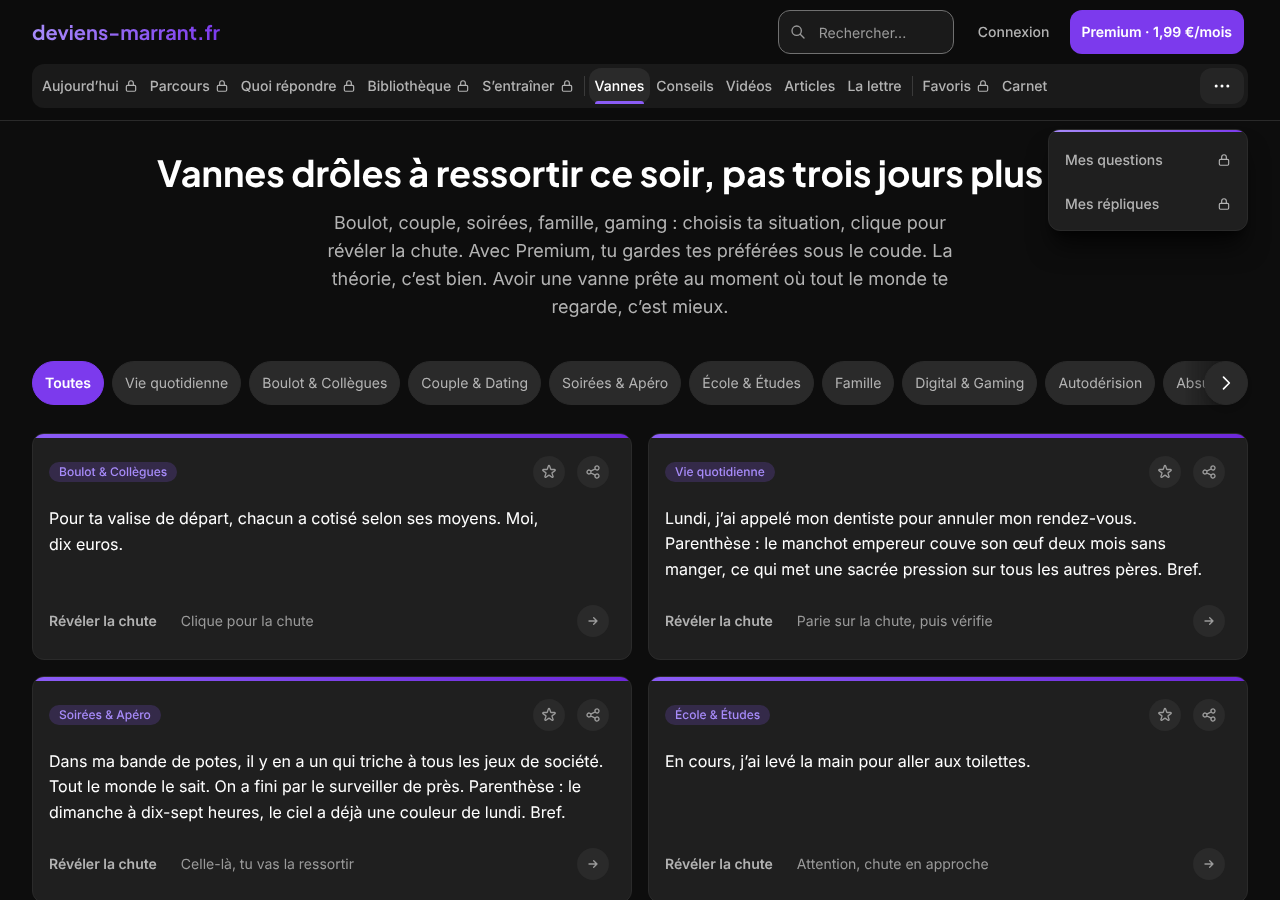 deviens-marrant.fr
Rechercher...
Connexion
Premium · 1,99 €/mois
Aujourd’hui
Parcours
Quoi répondre
Bibliothèque
S’entraîner
Vannes
Conseils
Vidéos
Articles
La lettre
Favoris
Carnet
Mes questions
Mes répliques
Vannes drôles à ressortir ce soir, pas trois jours plus
Boulot, couple, soirées, famille, gaming : choisis ta situation, clique pour
révéler la chute. Avec Premium, tu gardes tes préférées sous le coude. La
théorie, c’est bien. Avoir une vanne prête au moment où tout le monde te
regarde, c’est mieux.
Toutes
Vie quotidienne
Boulot & Collègues
Couple & Dating
Soirées & Apéro
École & Études
Famille
Digital & Gaming
Autodérision
Boulot & Collègues
Pour ta valise de départ, chacun a cotisé selon ses moyens. Moi,
dix euros.
Révéler la chute
Clique pour la chute
Vie quotidienne
Lundi, j’ai appelé mon dentiste pour annuler mon rendez-vous.
Parenthèse : le manchot empereur couve son œuf deux mois sans
manger, ce qui met une sacrée pression sur tous les autres pères. Bref.
Révéler la chute
Parie sur la chute, puis vérifie
Soirées & Apéro
Dans ma bande de potes, il y en a un qui triche à tous les jeux de société.
Tout le monde le sait. On a fini par le surveiller de près. Parenthèse : le
dimanche à dix-sept heures, le ciel a déjà une couleur de lundi. Bref.
Révéler la chute
Celle-là, tu vas la ressortir
École & Études
En cours, j’ai levé la main pour aller aux toilettes.
Révéler la chute
Attention, chute en approche